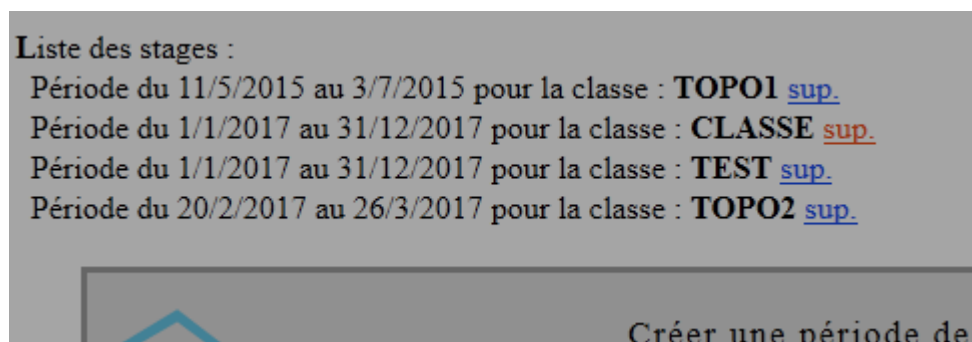 Liste des stages :
Période du 11/5/2015 au 3/7/2015 pour la classe : TOPO1 sup.
Période du 1/1/2017 au 31/12/2017 pour la classe : CLASSE sup.
Période du 1/1/2017 au 31/12/2017 pour la classe : TEST sup.
Période du 20/2/2017 au 26/3/2017 pour la classe : TOPO2 sup.
Créer une période de